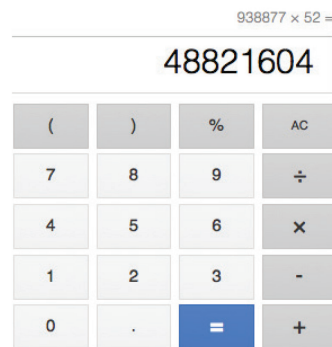 938877 × 52 =
48821604
( ) % AC
7 8 9 ÷
4 5 6 ×
1 2 3 -
0 . = +